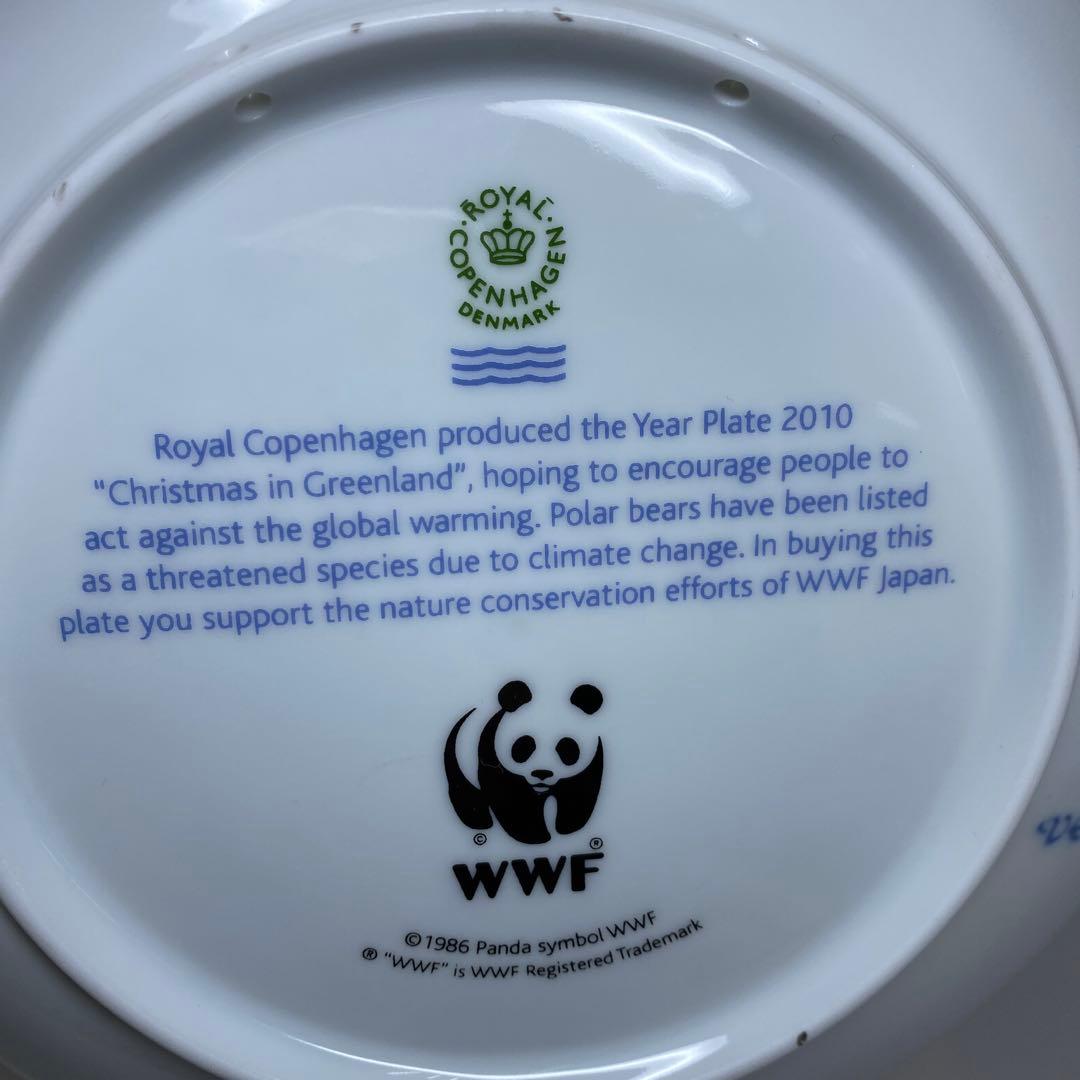 ROYAL
COPENHAGEN
DENMARK
Royal Copenhagen produced the Year Plate 2010
"Christmas in Greenland", hoping to encourage people to
act against the global warming. Polar bears have been listed
as a threatened species due to climate change. In buying this
plate you support the nature conservation efforts of WWF Japan.
© ®
WWF
©1986 Panda symbol WWF
® "WWF" is WWF Registered Trademark